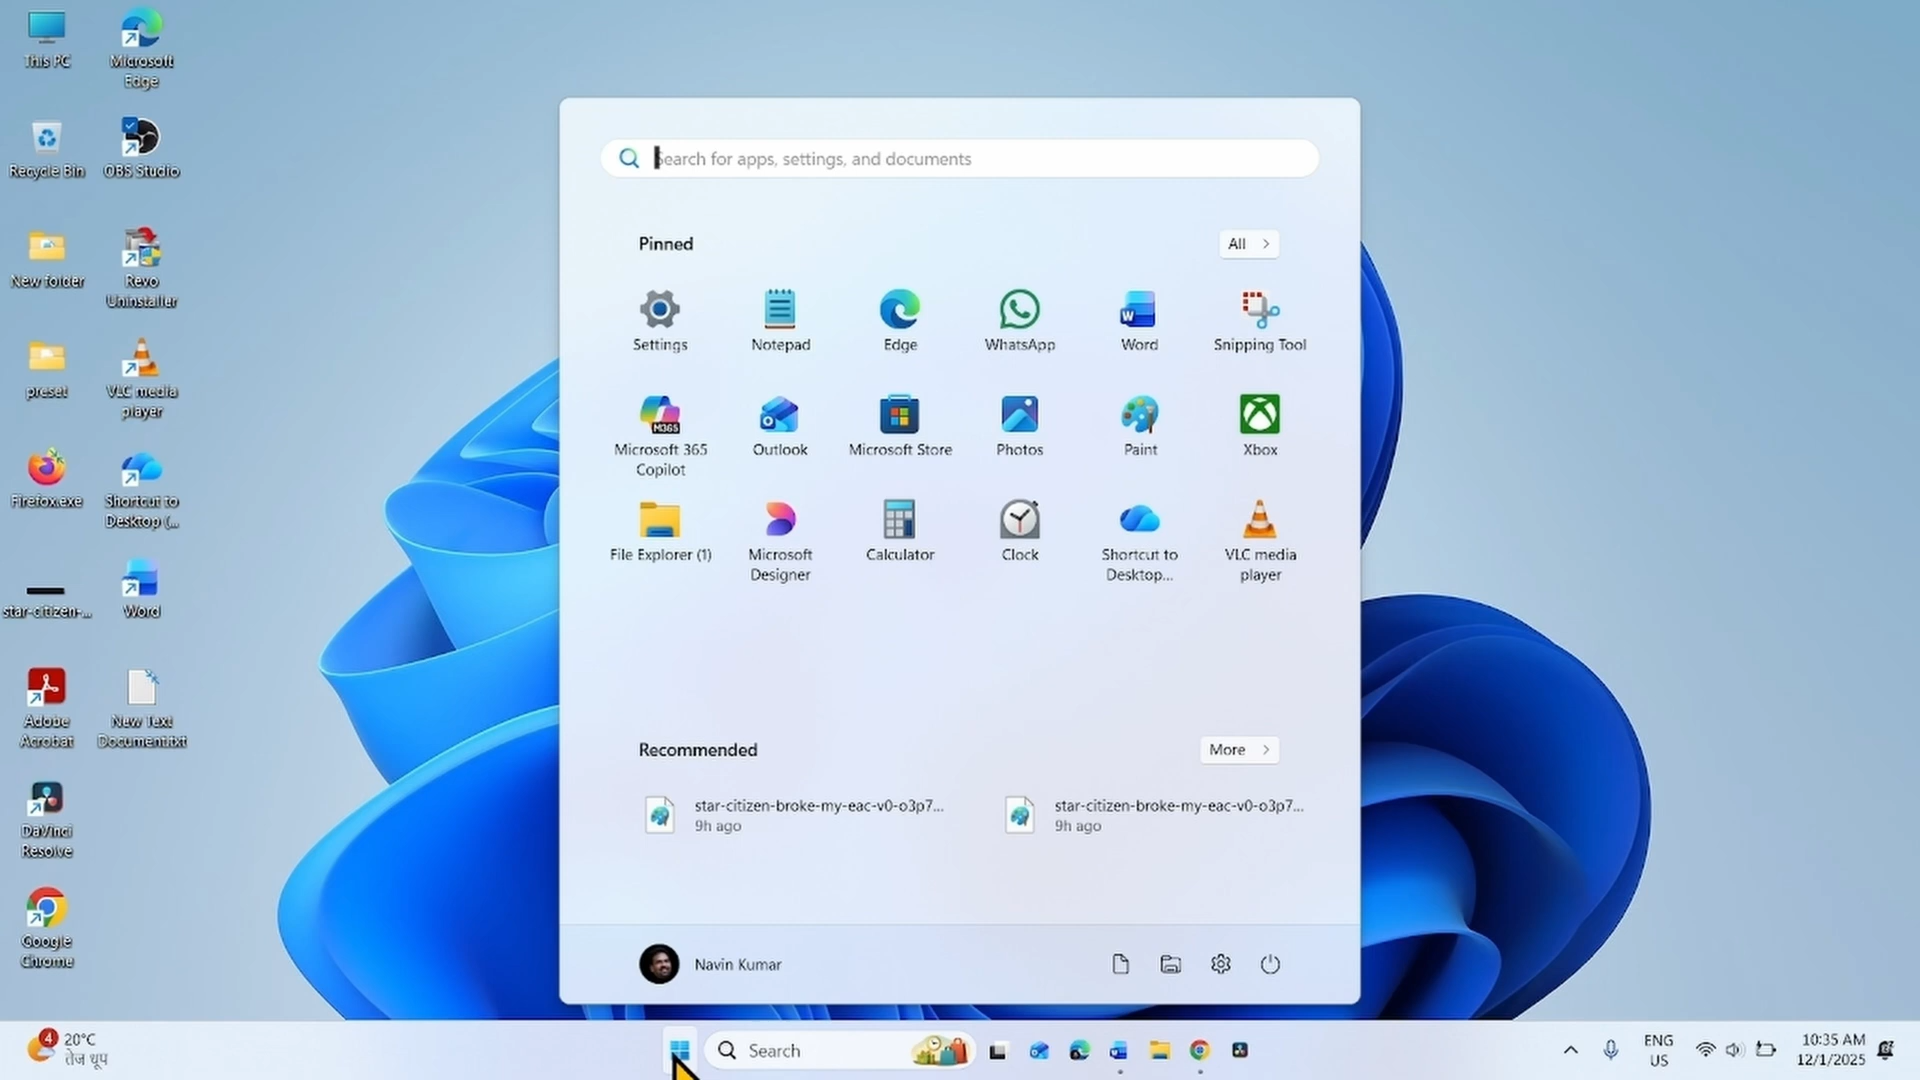 This PC
Microsoft
Edge
Recycle Bin
OBS Studio
New folder
Revo
Uninstaller
preset
VLC media
player
Firefox.exe
Shortcut to
Desktop (...
star-citizen-...
Word
Adobe
Acrobat
New Text
Document.txt
DaVinci
Resolve
Google
Chrome
Search for apps, settings, and documents
Pinned
All
Settings
Notepad
Edge
WhatsApp
Word
Snipping Tool
Microsoft 365
Copilot
M365
Outlook
Microsoft Store
Photos
Paint
Xbox
File Explorer (1)
Microsoft
Designer
Calculator
Clock
Shortcut to
Desktop...
VLC media
player
Recommended
More
star-citizen-broke-my-eac-v0-o3p7...
9h ago
star-citizen-broke-my-eac-v0-o3p7...
9h ago
Navin Kumar
4
20°C
तेज धूप
Search
ENG
US
10:35 AM
12/1/2025